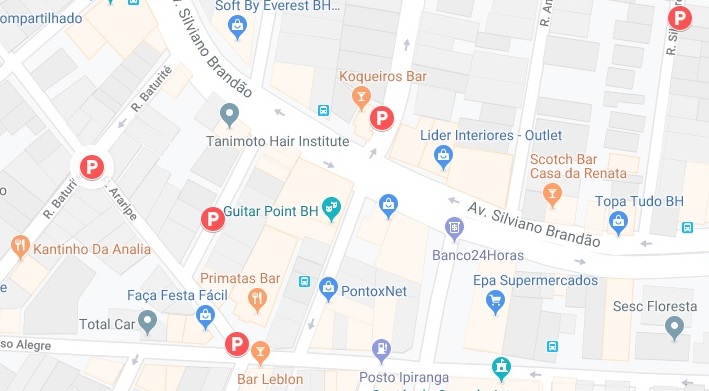 ompartilhado
Soft By Everest BH...
Av. Silviano Brandão
R. Baturité
Koqueiros Bar
Tanimoto Hair Institute
Lider Interiores - Outlet
Scotch Bar
Casa da Renata
Topa Tudo BH
Av. Silviano Brandão
Araripe
Guitar Point BH
Kantinho Da Analia
Banco24Horas
Primatas Bar
PontoxNet
Epa Supermercados
Faça Festa Fácil
Total Car
Sesc Floresta
so Alegre
Bar Leblon
Posto Ipiranga
P
P
P
P
P